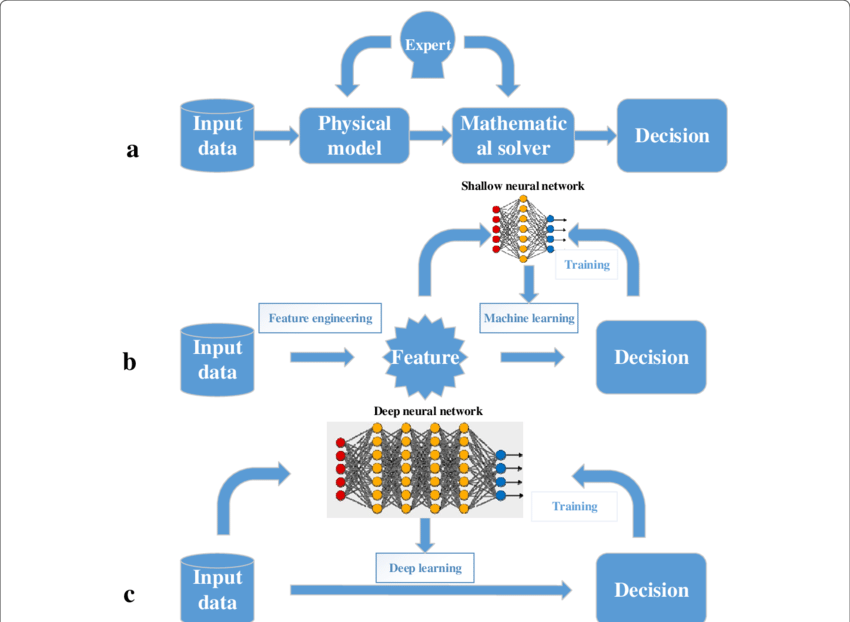 Expert
Input
data
Physical
model
Mathematic
al solver
Decision
a
Shallow neural network
Training
Feature engineering
Machine learning
Input
data
Feature
Decision
b
Deep neural network
Training
Deep learning
Input
data
Decision
c